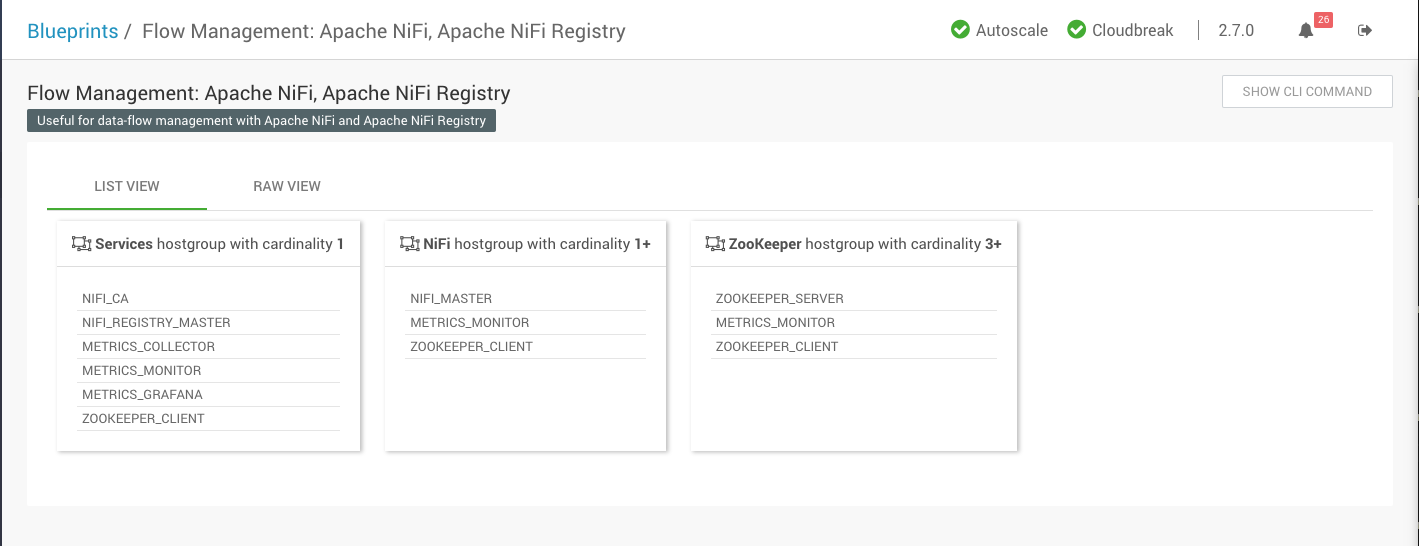 Blueprints / Flow Management: Apache NiFi, Apache NiFi Registry
Autoscale Cloudbreak 2.7.0 26
Flow Management: Apache NiFi, Apache NiFi Registry
SHOW CLI COMMAND
Useful for data-flow management with Apache NiFi and Apache NiFi Registry
LIST VIEW RAW VIEW
Services hostgroup with cardinality 1
NIFI_CA
NIFI_REGISTRY_MASTER
METRICS_COLLECTOR
METRICS_MONITOR
METRICS_GRAFANA
ZOOKEEPER_CLIENT
NiFi hostgroup with cardinality 1+
NIFI_MASTER
METRICS_MONITOR
ZOOKEEPER_CLIENT
ZooKeeper hostgroup with cardinality 3+
ZOOKEEPER_SERVER
METRICS_MONITOR
ZOOKEEPER_CLIENT